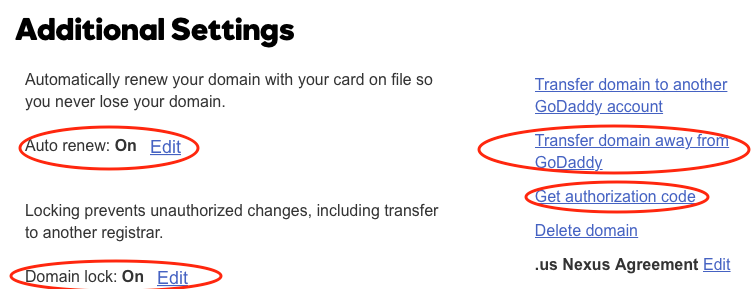 Additional Settings
Automatically renew your domain with your card on file so
you never lose your domain.
Auto renew: On Edit
Locking prevents unauthorized changes, including transfer
to another registrar.
Domain lock: On Edit
Transfer domain to another
GoDaddy account
Transfer domain away from
GoDaddy
Get authorization code
Delete domain
.us Nexus Agreement Edit